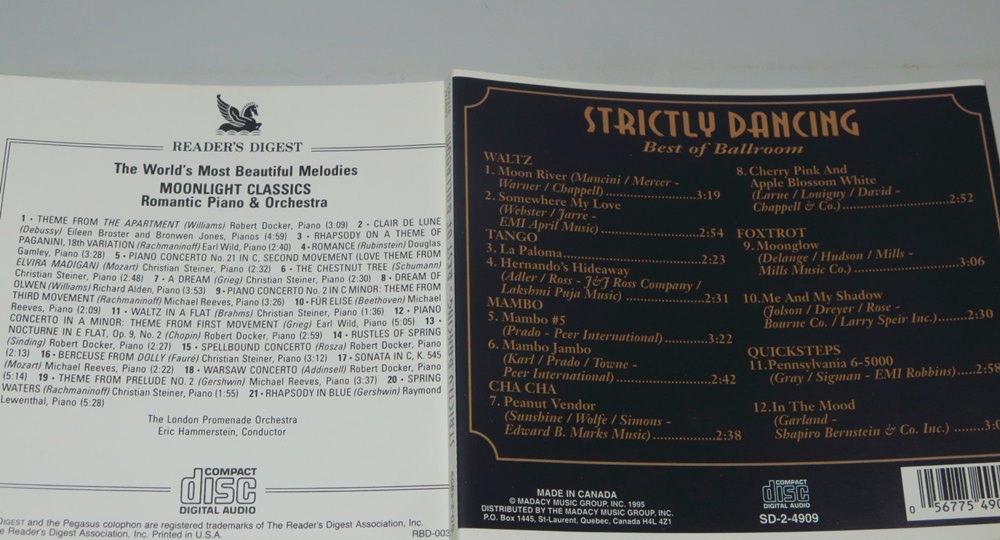 READER'S DIGEST
The World's Most Beautiful Melodies
MOONLIGHT CLASSICS
Romantic Piano & Orchestra
1 • THEME FROM THE APARTMENT (Williams) Robert Docker, Piano (3:09) 2 • CLAIR DE LUNE
(Debussy) Eileen Broster and Bronwen Jones, Pianos (4:59) 3 • RHAPSODY ON A THEME OF
PAGANINI, 18th VARIATION (Rachmaninoff) Earl Wild, Piano (2:40) 4 • ROMANCE (Rubinstein) Douglas
Gamley, Piano (3:28) 5 • PIANO CONCERTO No. 21 IN C, SECOND MOVEMENT (LOVE THEME FROM
ELVIRA MADIGAN) (Mozart) Christian Steiner, Piano (2:32) 6 • THE CHESTNUT TREE (Schumann)
Christian Steiner, Piano (2:48) 7 • A DREAM (Grieg) Christian Steiner, Piano (2:44) 8 • DREAM OF
OLWEN (Williams) Richard Alden, Piano (3:53) 9 • PIANO CONCERTO No. 2 IN C MINOR: THEME FROM
THIRD MOVEMENT (Rachmaninoff) Michael Reeves, Piano (3:26) 10 • FÜR ELISE (Beethoven) Michael
Reeves, Piano (2:09) 11 • WALTZ IN A FLAT (Brahms) Christian Steiner, Piano (1:36) 12 • PIANO
CONCERTO IN A MINOR: THEME FROM FIRST MOVEMENT (Grieg) Earl Wild, Piano (5:05) 13 •
NOCTURNE IN E FLAT, Op. 9, No. 2 (Chopin) Robert Docker, Piano (2:59) 14 • RUSTLES OF SPRING
(Sinding) Robert Docker, Piano (2:27) 15 • SPELLBOUND CONCERTO (Rosza) Robert Docker, Piano
(2:13) 16 • BERCEUSE FROM DOLLY (Fauré) Christian Steiner, Piano (3:12) 17 • SONATA IN C, K. 545
(Mozart) Michael Reeves, Piano (2:22) 18 • WARSAW CONCERTO (Addinsell) Robert Docker, Piano
(5:14) 19 • THEME FROM PRELUDE NO. 2 (Gershwin) Michael Reeves, Piano (3:37) 20 • SPRING
WATERS (Rachmaninoff) Christian Steiner, Piano (1:55) 21 • RHAPSODY IN BLUE (Gershwin) Raymond
Lewenthal, Piano (5:28)
The London Promenade Orchestra
Eric Hammerstein, Conductor
COMPACT
disc
DIGITAL AUDIO
DIGEST and the Pegasus colophon are registered trademarks of The Reader's Digest Association, Inc.
Reader's Digest Association, Inc. Printed in U.S.A.
RBD-003
STRICTLY DANCING
Best of Ballroom
WALTZ
1. Moon River (Mancini / Mercer -
Warner / Chappell)...3:19
2. Somewhere My Love
(Webster / Jarre -
EMI April Music)...2:54
TANGO
3. La Paloma...2:23
4. Hernando's Hideaway
(Adler / Ross - J&J Ross Company /
Lakshmi Puja Music)...2:31
MAMBO
5. Mambo #5
(Prado - Peer International)...3:22
6. Mambo Jambo
(Karl / Prado / Towne -
Peer International)...2:42
CHA CHA
7. Peanut Vendor
(Sunshine / Wolfe / Simons -
Edward B. Marks Music)...2:38
8. Cherry Pink And
Apple Blossom White
(Larue / Louiguy / David -
Chappell & Co.)...2:52
FOXTROT
9. Moonglow
(Delange / Hudson / Mills -
Mills Music Co.)...3:06
10. Me And My Shadow
(Jolson / Dreyer / Rose -
Bourne Co. / Larry Speir Inc.)...2:30
QUICKSTEPS
11. Pennsylvania 6-5000
(Gray / Sigman - EMI Robbins)...2:58
12. In The Mood
(Garland -
Shapiro Bernstein & Co. Inc.)
MADE IN CANADA
© MADACY MUSIC GROUP, INC. 1995
DISTRIBUTED BY THE MADACY MUSIC GROUP, INC.
P.O. Box 1445, St-Laurent, Quebec, Canada H4L 4Z1
COMPACT
disc
DIGITAL AUDIO
SD-2-4909
0 56775 490